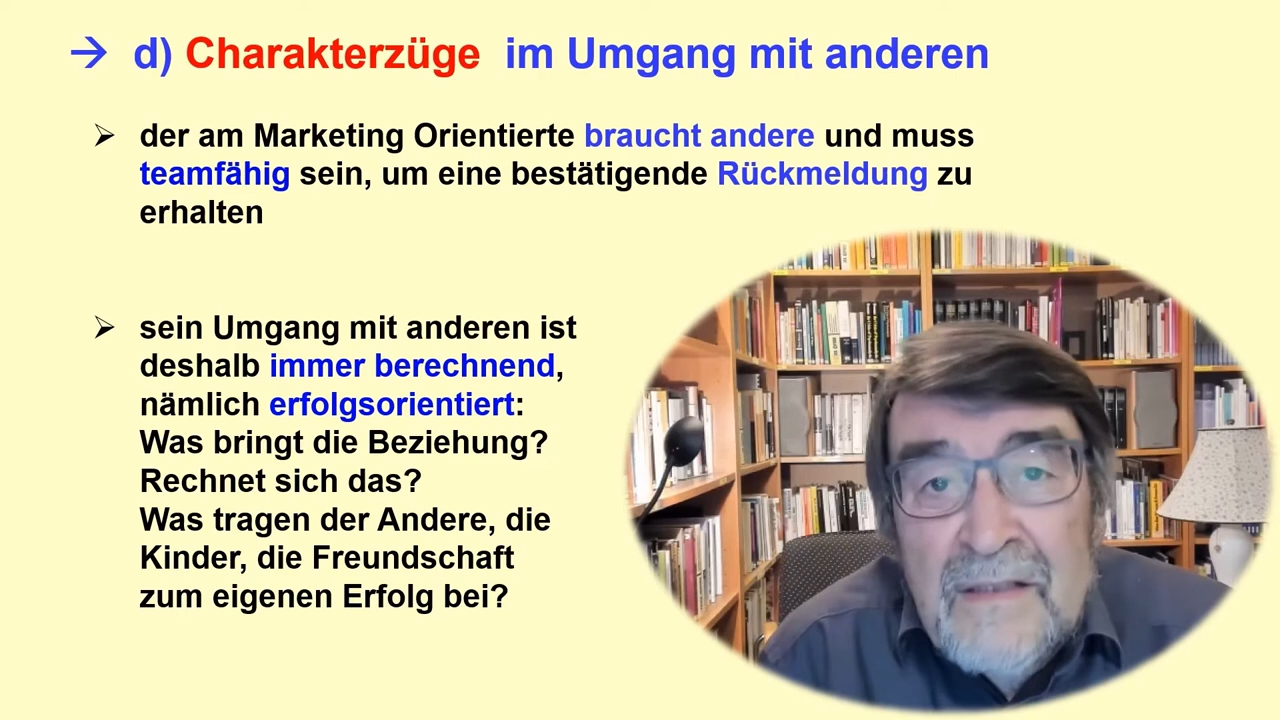 → d) Charakterzüge im Umgang mit anderen
➢ der am Marketing Orientierte braucht andere und muss
teamfähig sein, um eine bestätigende Rückmeldung zu
erhalten
➢ sein Umgang mit anderen ist
deshalb immer berechnend,
nämlich erfolgsorientiert:
Was bringt die Beziehung?
Rechnet sich das?
Was tragen der Andere, die
Kinder, die Freundschaft
zum eigenen Erfolg bei?